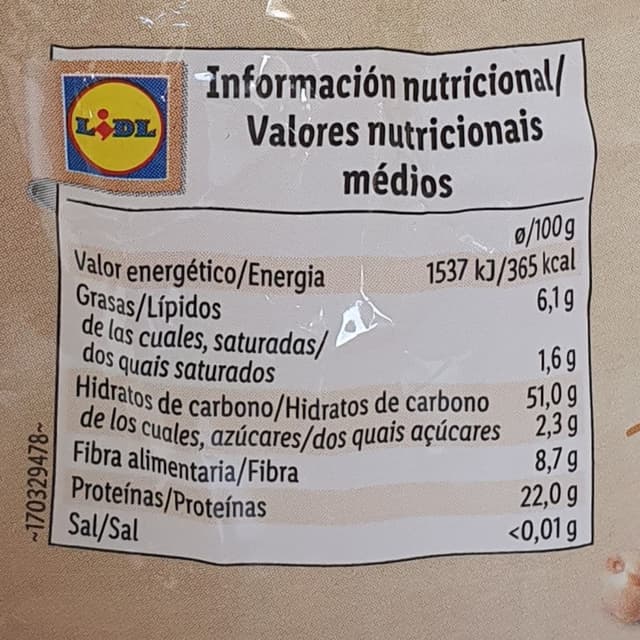 LIDL
Información nutricional/
Valores nutricionais
médios
ø/100g
Valor energético/Energia 1537 kJ/365 kcal
Grasas/Lípidos 6,1 g
de las cuales, saturadas/
dos quais saturados 1,6 g
Hidratos de carbono/Hidratos de carbono 51,0 g
de los cuales, azúcares/dos quais açúcares 2,3 g
Fibra alimentaria/Fibra 8,7 g
Proteínas/Proteínas 22,0 g
Sal/Sal <0,01 g
~170329478~